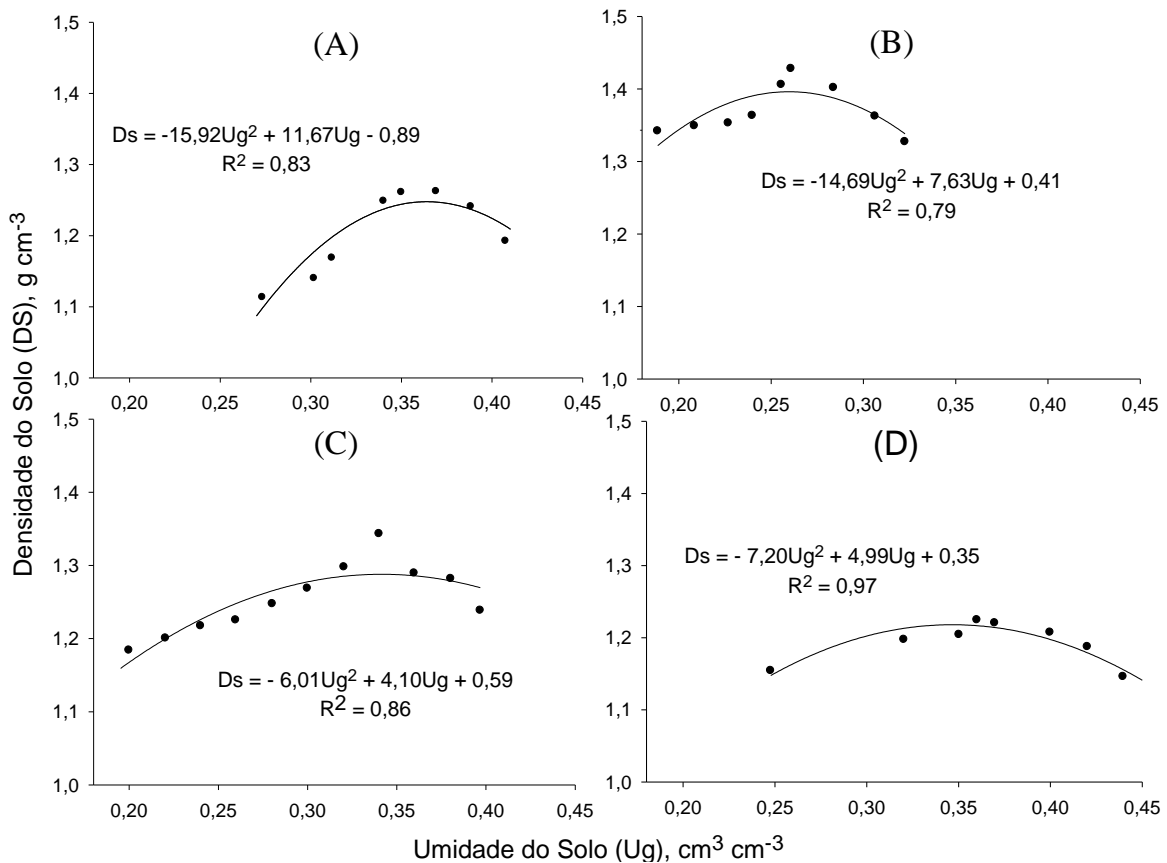 Densidade do Solo (DS), g cm-3
(A)
1,5
1,4
1,3
1,2
1,1
1,0
Ds = -15,92Ug² + 11,67Ug - 0,89
R² = 0,83
0,20 0,25 0,30 0,35 0,40 0,45
(B)
1,5
1,4
1,3
1,2
1,1
1,0
Ds = -14,69Ug² + 7,63Ug + 0,41
R² = 0,79
0,20 0,25 0,30 0,35 0,40 0,45
(C)
1,5
1,4
1,3
1,2
1,1
1,0
Ds = - 6,01Ug² + 4,10Ug + 0,59
R² = 0,86
0,20 0,25 0,30 0,35 0,40 0,45
(D)
1,5
1,4
1,3
1,2
1,1
1,0
Ds = - 7,20Ug² + 4,99Ug + 0,35
R² = 0,97
0,20 0,25 0,30 0,35 0,40 0,45
Umidade do Solo (Ug), cm³ cm-³